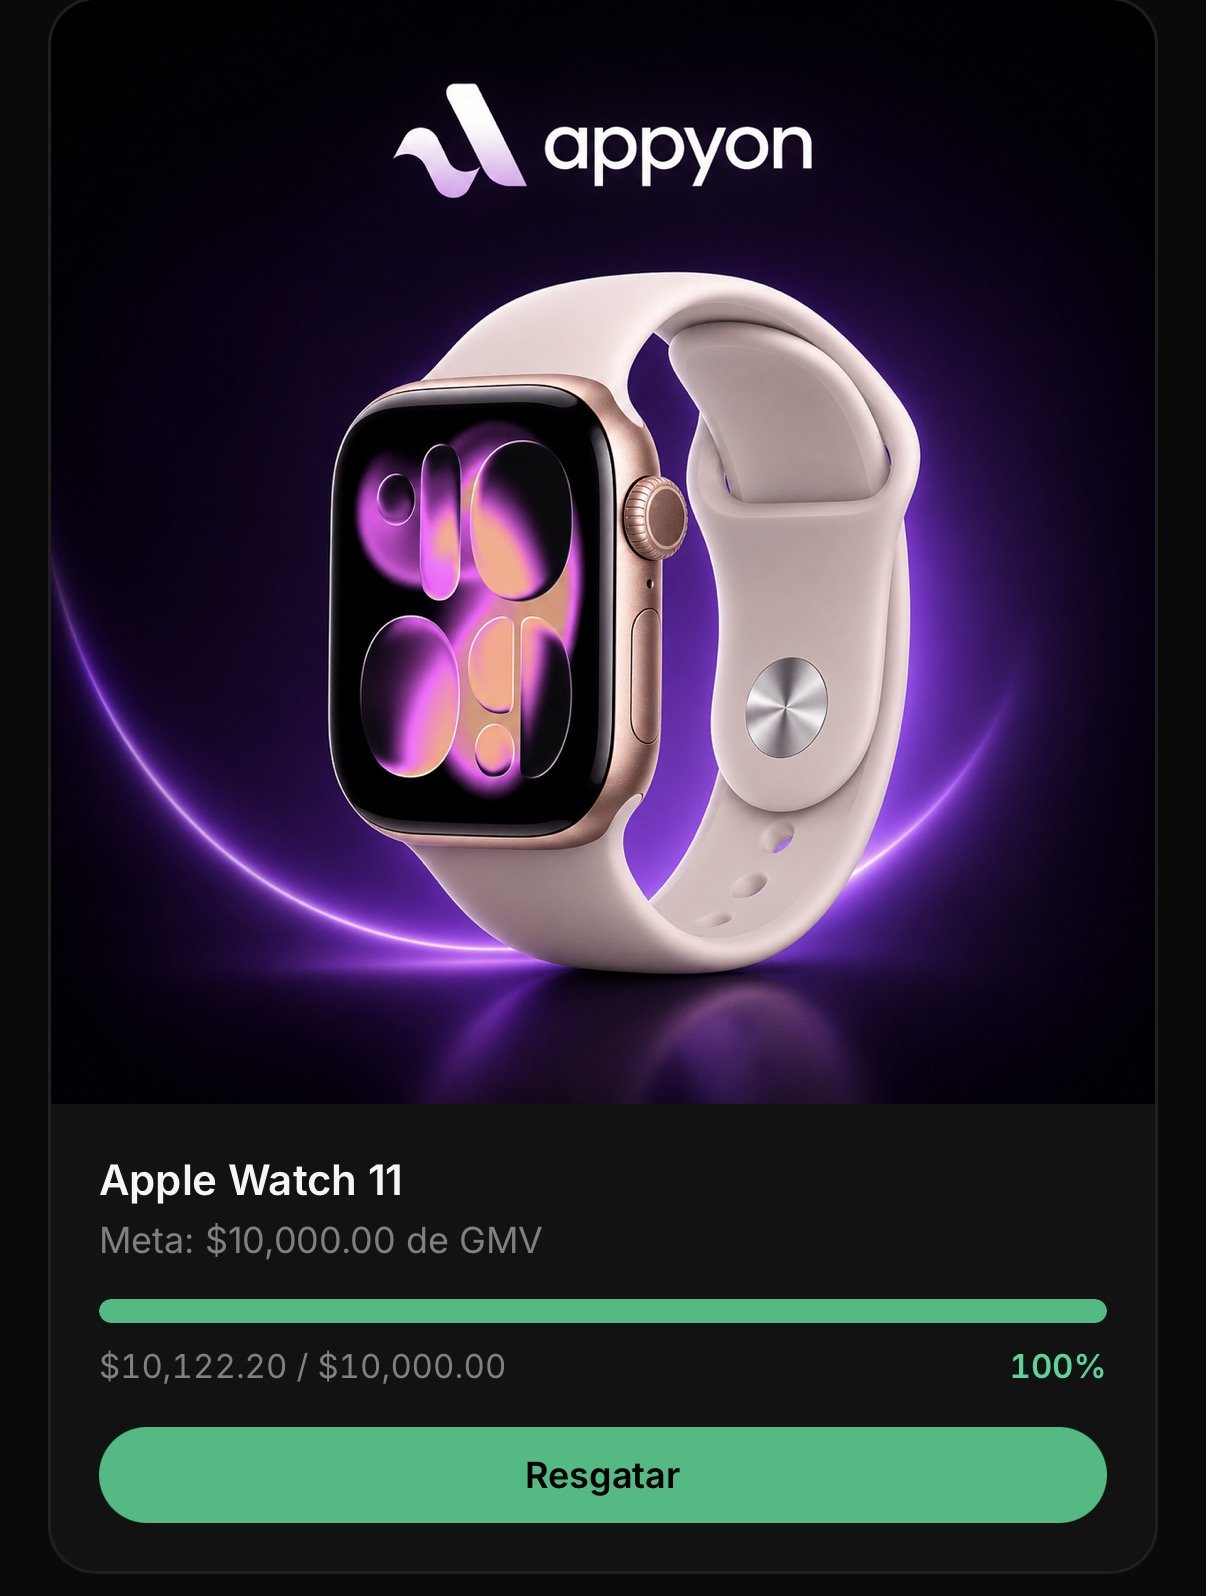 appyon
Apple Watch 11
Meta: $10,000.00 de GMV
$10,122.20 / $10,000.00
100%
Resgatar